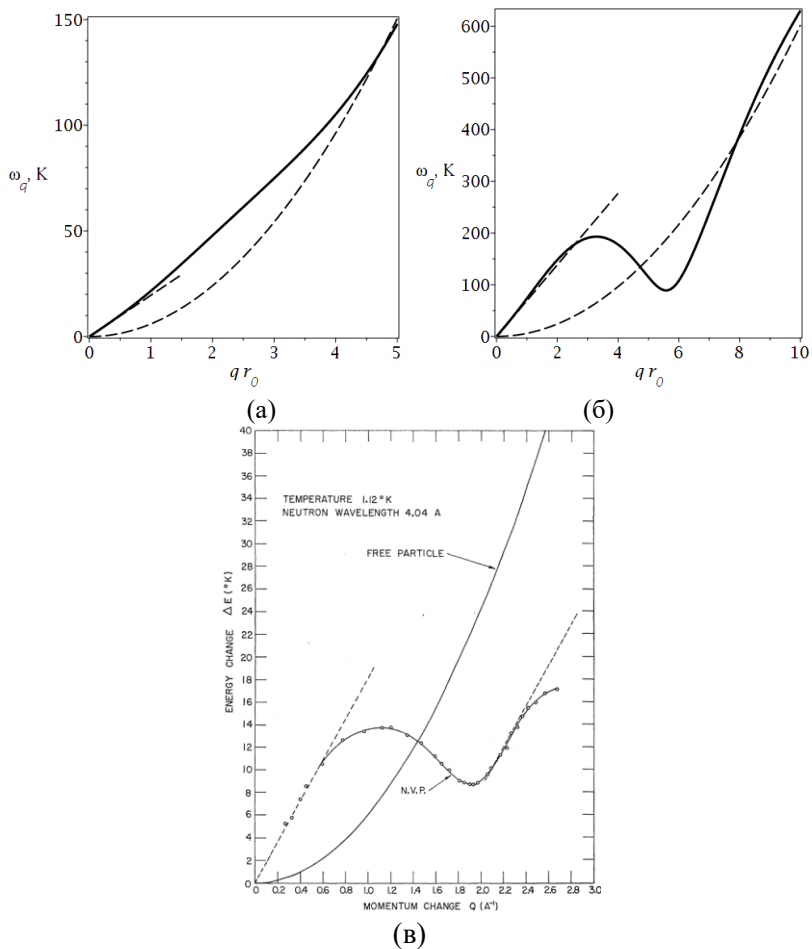 150
100
50
0
ω_q, K
0 1 2 3 4 5
q r_0
(а)
600
500
400
300
200
100
0
ω_q, K
0 2 4 6 8 10
q r_0
(б)
40
38
36
34
32
30
28
26
24
22
20
18
16
14
12
10
8
6
4
2
0
ENERGY CHANGE ΔE (°K)
TEMPERATURE 1.12°K
NEUTRON WAVELENGTH 4.04 A
FREE PARTICLE
N.V.P.
0 0.2 0.4 0.6 0.8 1.0 1.2 1.4 1.6 1.8 2.0 2.2 2.4 2.6 2.8 3.0
MOMENTUM CHANGE Q (A⁻¹)
(в)